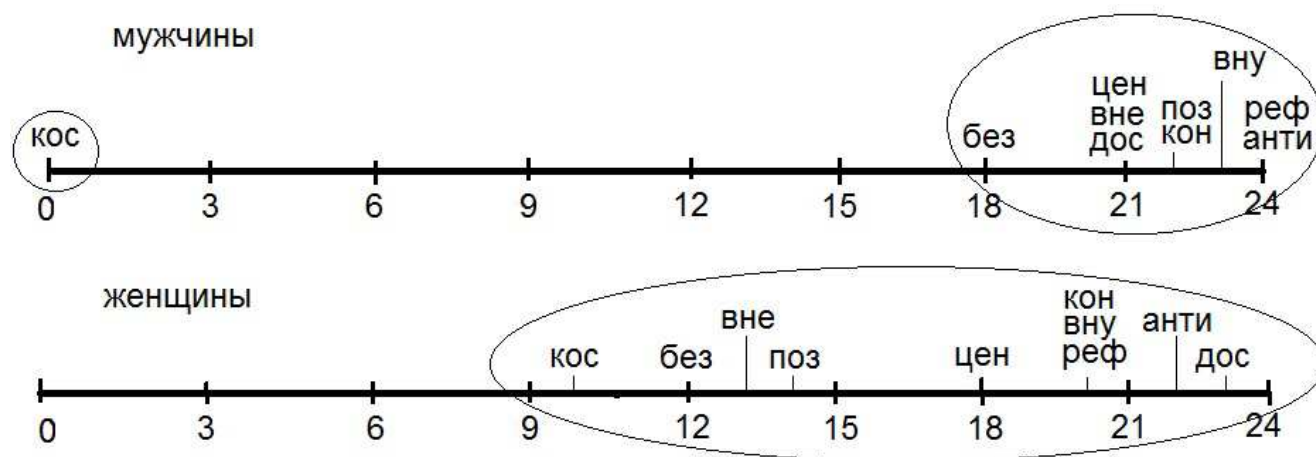 мужчины
вну
цен
вне
дос
поз
кон
реф
анти
кос
без
0 3 6 9 12 15 18 21 24
женщины
кон
вну
реф
вне
анти
кос
без
поз
цен
дос
0 3 6 9 12 15 18 21 24